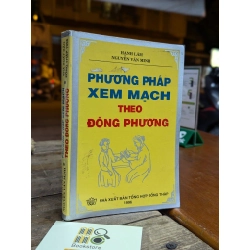 HẠNH LÂM
NGUYỄN VĂN MINH
PHƯƠNG PHÁP
XEM MẠCH
THEO
ĐÔNG PHƯƠNG
NHÀ XUẤT BẢN TỔNG HỢP ĐỒNG THÁP
THEO ĐÔNG PHƯƠNG
Bookstore